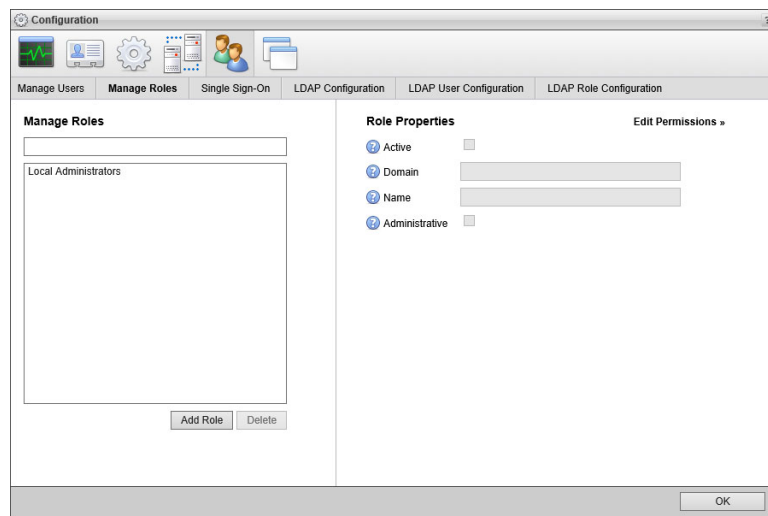 Configuration
Manage Users
Manage Roles
Single Sign-On
LDAP Configuration
LDAP User Configuration
LDAP Role Configuration
Manage Roles
Local Administrators
Add Role
Delete
Role Properties
Edit Permissions »
Active
Domain
Name
Administrative
OK